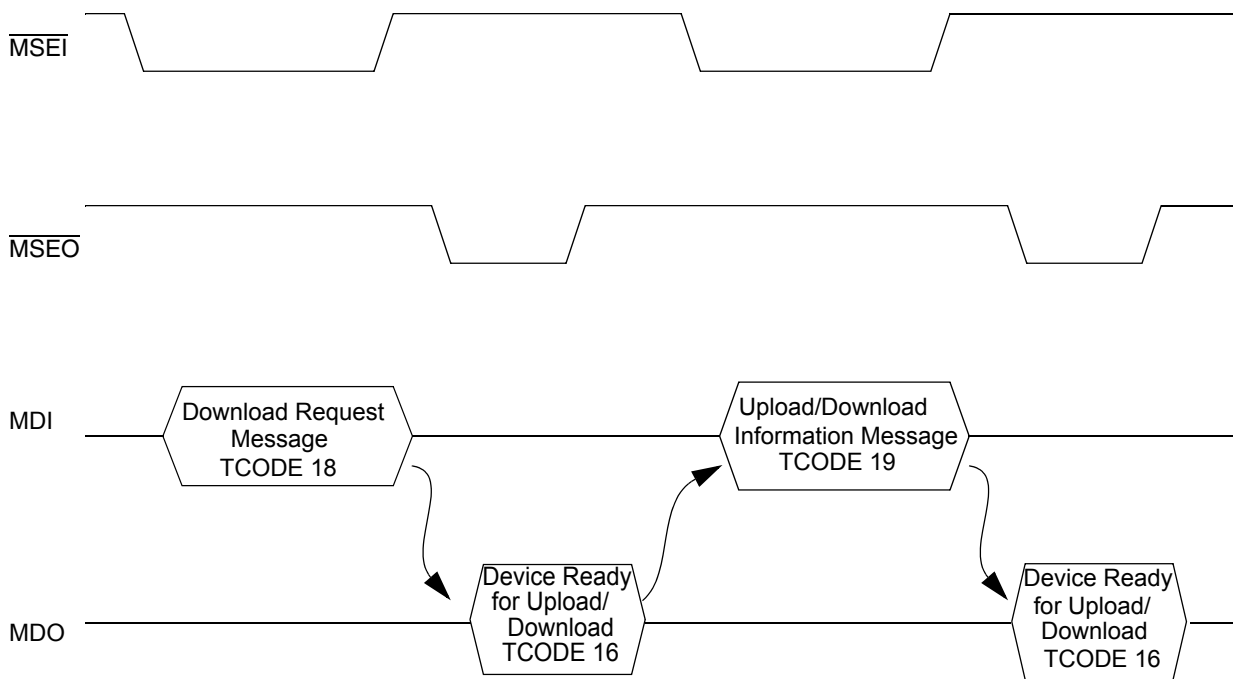 MSEI
MSEO
MDI
Download Request
Message
TCODE 18
Upload/Download
Information Message
TCODE 19
MDO
Device Ready
for Upload/
Download
TCODE 16
Device Ready
for Upload/
Download
TCODE 16